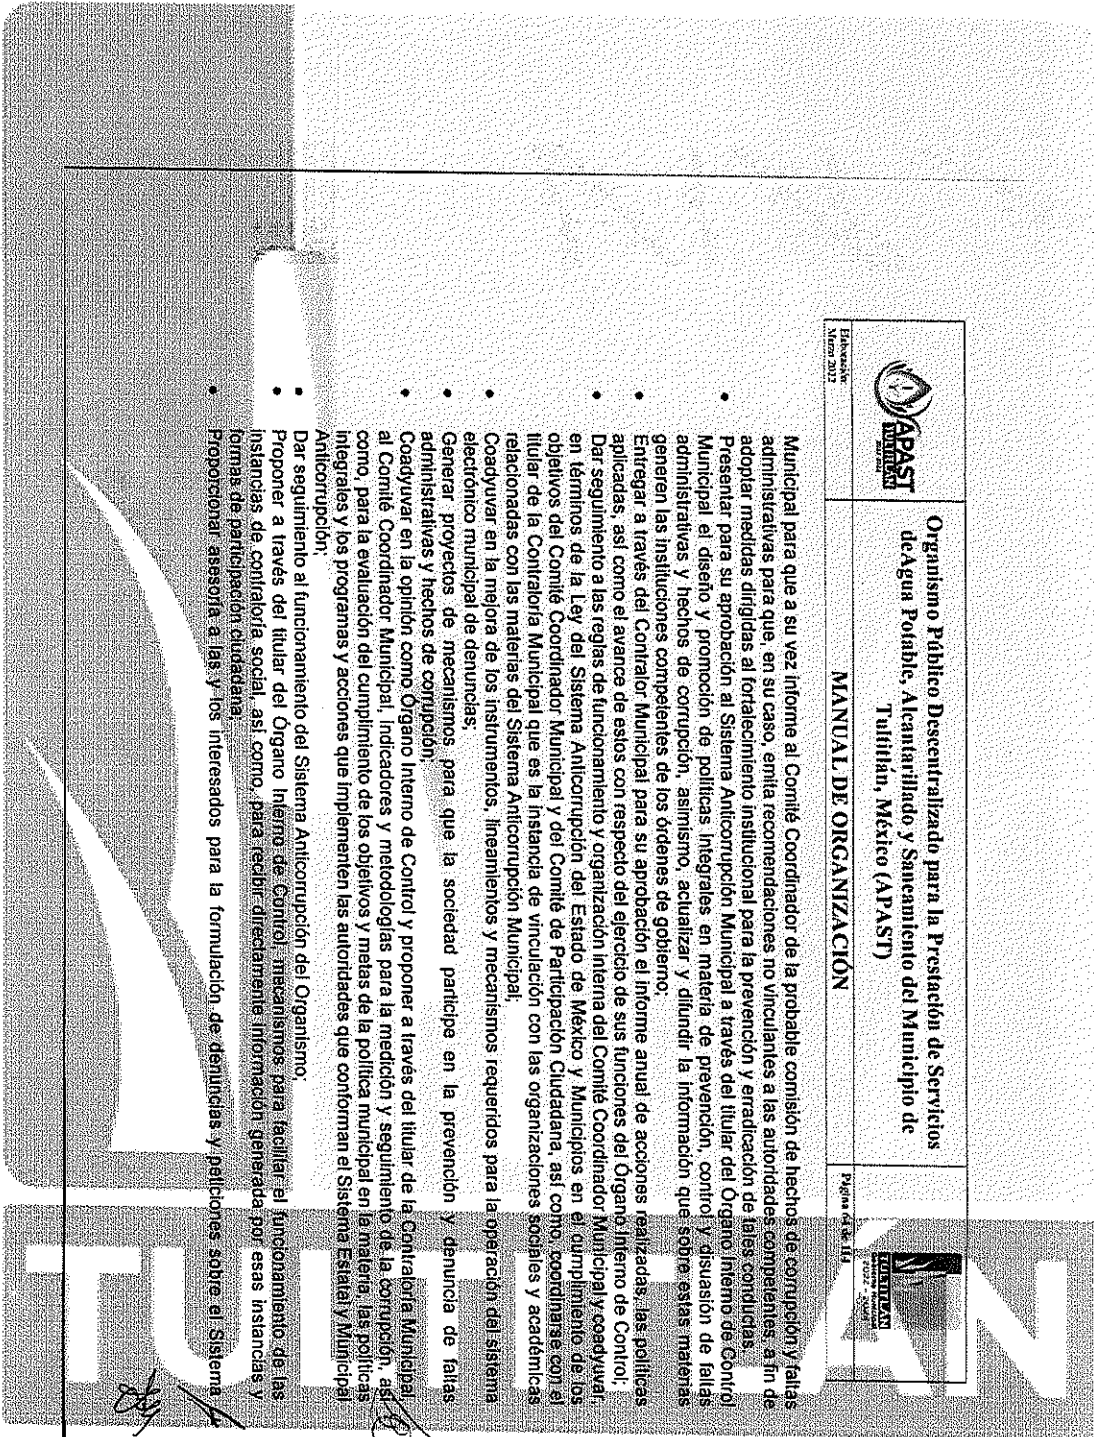 APAST
TULTITLÁN
2022-2024
Organismo Público Descentralizado para la Prestación de Servicios
de Agua Potable, Alcantarillado y Saneamiento del Municipio de
Tultitlán, México (APAST)
TULTITLÁN
Elaboración:
Marzo 2022
MANUAL DE ORGANIZACIÓN
Página 64 de 114
Municipal para que a su vez informe al Comité Coordinador de la probable comisión de hechos de corrupción y faltas
administrativas para que, en su caso, emita recomendaciones no vinculantes a las autoridades competentes, a fin de
adoptar medidas dirigidas al fortalecimiento institucional para la prevención y erradicación de tales conductas.
• Presentar para su aprobación al Sistema Anticorrupción Municipal a través del titular del Órgano Interno de Control
Municipal el diseño y promoción de políticas integrales en materia de prevención, control y disuasión de faltas
administrativas y hechos de corrupción, asimismo, actualizar y difundir la información que sobre estas materias
generen las instituciones competentes de los órdenes de gobierno;
• Entregar a través del Contralor Municipal para su aprobación el informe anual de acciones realizadas, las políticas
aplicadas, así como el avance de estos con respecto del ejercicio de sus funciones del Órgano Interno de Control;
• Dar seguimiento a las reglas de funcionamiento y organización interna del Comité Coordinador Municipal y coadyuvar,
en términos de la Ley del Sistema Anticorrupción del Estado de México y Municipios en el cumplimiento de los
objetivos del Comité Coordinador Municipal y del Comité de Participación Ciudadana, así como, coordinarse con el
titular de la Contraloría Municipal que es la instancia de vinculación con las organizaciones sociales y académicas
relacionadas con las materias del Sistema Anticorrupción Municipal;
• Coadyuvar en la mejora de los instrumentos, lineamientos y mecanismos requeridos para la operación del sistema
electrónico municipal de denuncias;
• Generar proyectos de mecanismos para que la sociedad participe en la prevención y denuncia de faltas
administrativas y hechos de corrupción;
• Coadyuvar en la opinión como Órgano Interno de Control y proponer a través del titular de la Contraloría Municipal,
al Comité Coordinador Municipal, Indicadores y metodologías para la medición y seguimiento de la corrupción, así
como, para la evaluación del cumplimiento de los objetivos y metas de la política municipal en la materia, las políticas
integrales y los programas y acciones que implementen las autoridades que conforman el Sistema Estatal y Municipal
Anticorrupción;
• Dar seguimiento al funcionamiento del Sistema Anticorrupción del Organismo;
• Proponer a través del titular del Órgano Interno de Control, mecanismos para facilitar el funcionamiento de las
instancias de contraloría social, así como, para recibir directamente información generada por esas instancias y
formas de participación ciudadana;
• Proporcionar asesoría a las y los interesados para la formulación de denuncias y peticiones sobre el Sistema
TULTITLÁN